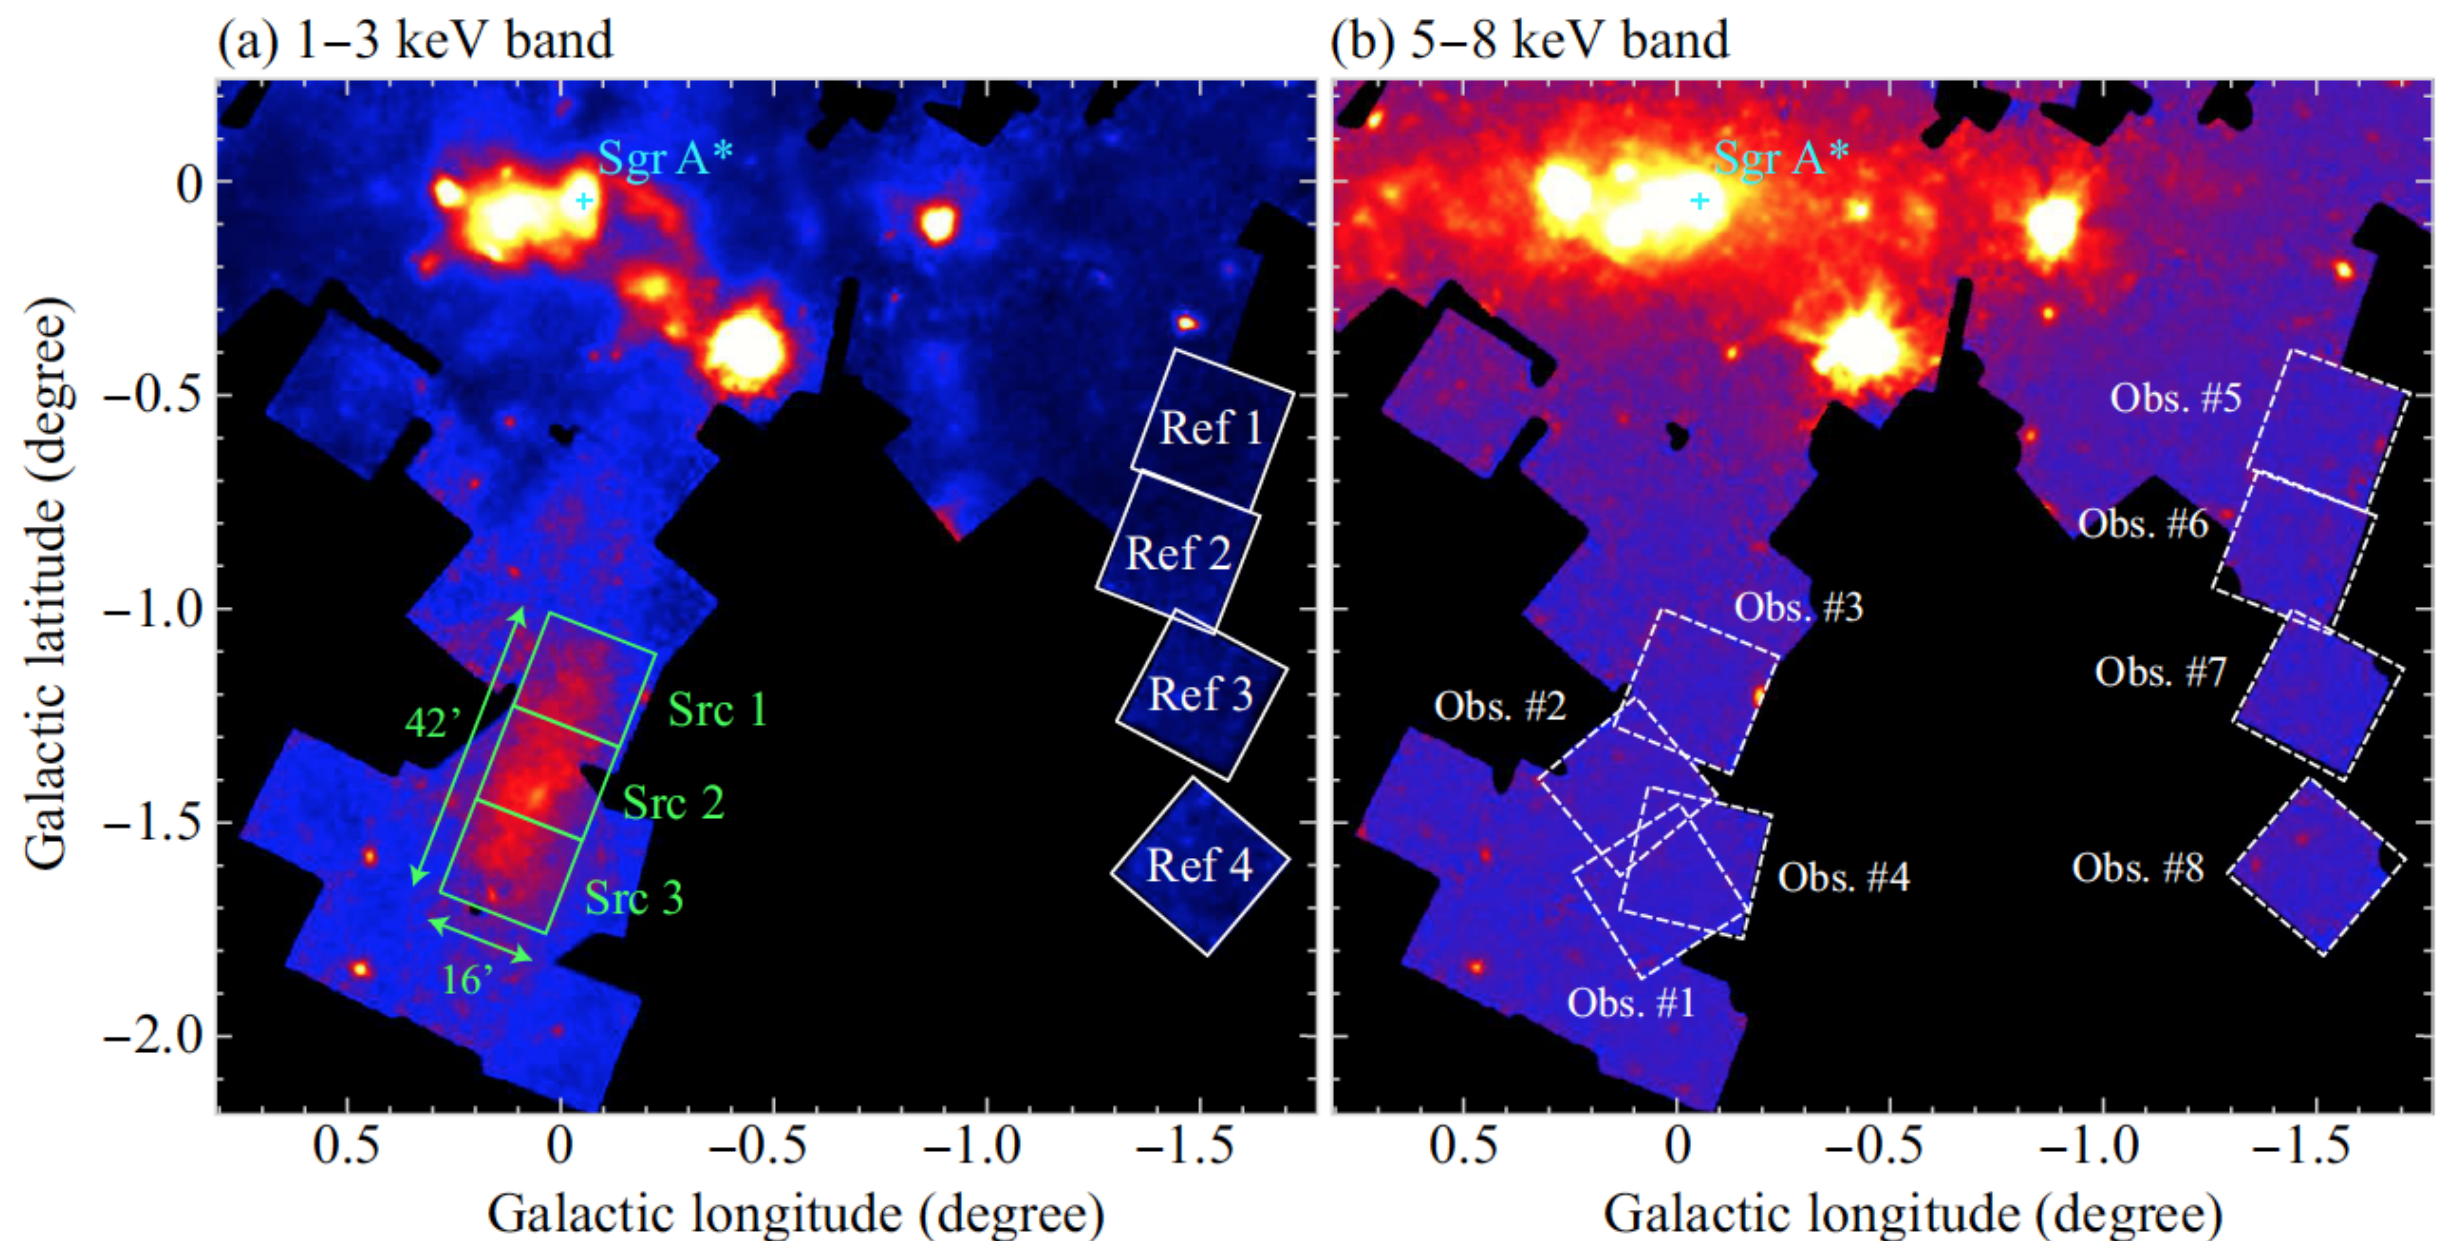 (a) 1–3 keV band
(b) 5–8 keV band
Galactic latitude (degree)
0
−0.5
−1.0
−1.5
−2.0
Sgr A*
Ref 1
Ref 2
Ref 3
Ref 4
Src 1
Src 2
Src 3
42’
16’
0.5 0 −0.5 −1.0 −1.5
Galactic longitude (degree)
Sgr A*
Obs. #5
Obs. #6
Obs. #3
Obs. #7
Obs. #2
Obs. #4
Obs. #8
Obs. #1
0.5 0 −0.5 −1.0 −1.5
Galactic longitude (degree)